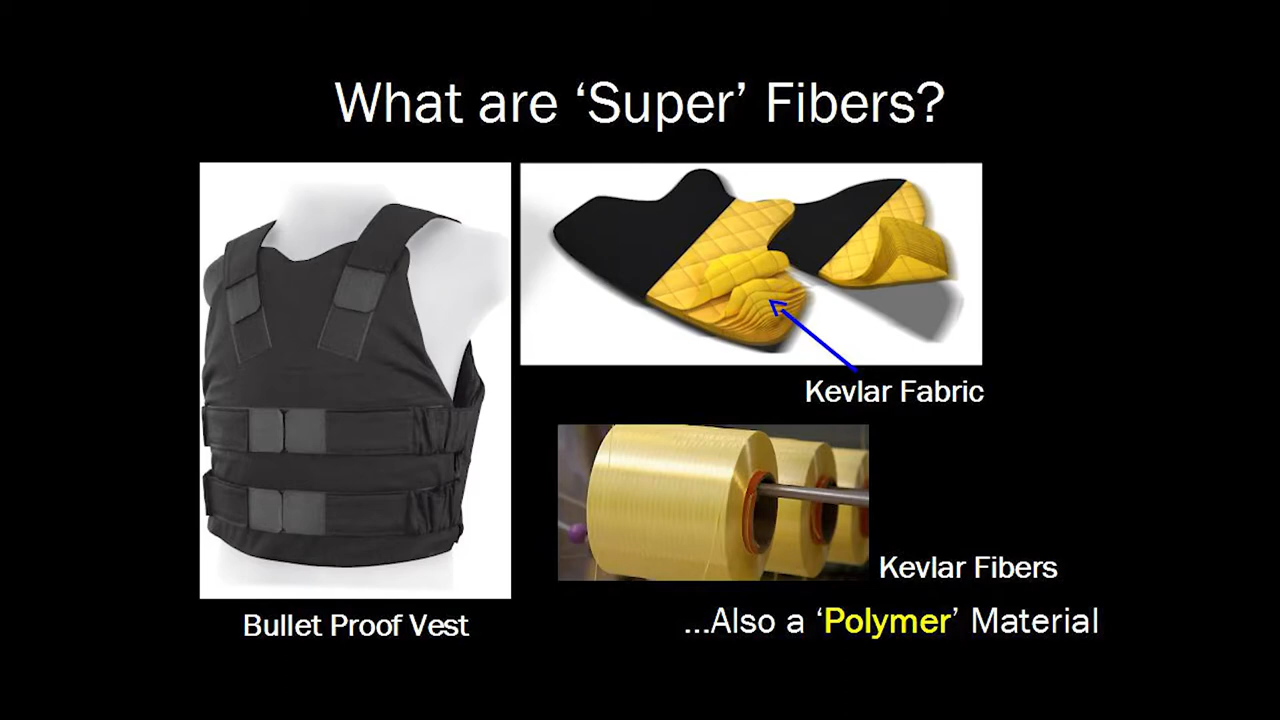 What are ‘Super’ Fibers?
Kevlar Fabric
Kevlar Fibers
Bullet Proof Vest
...Also a ‘Polymer’ Material